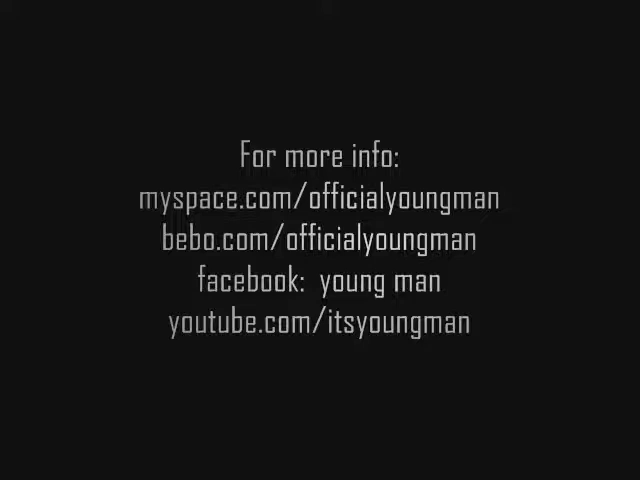 For more info:
myspace.com/officialyoungman
bebo.com/officialyoungman
facebook:  young man
youtube.com/itsyoungman